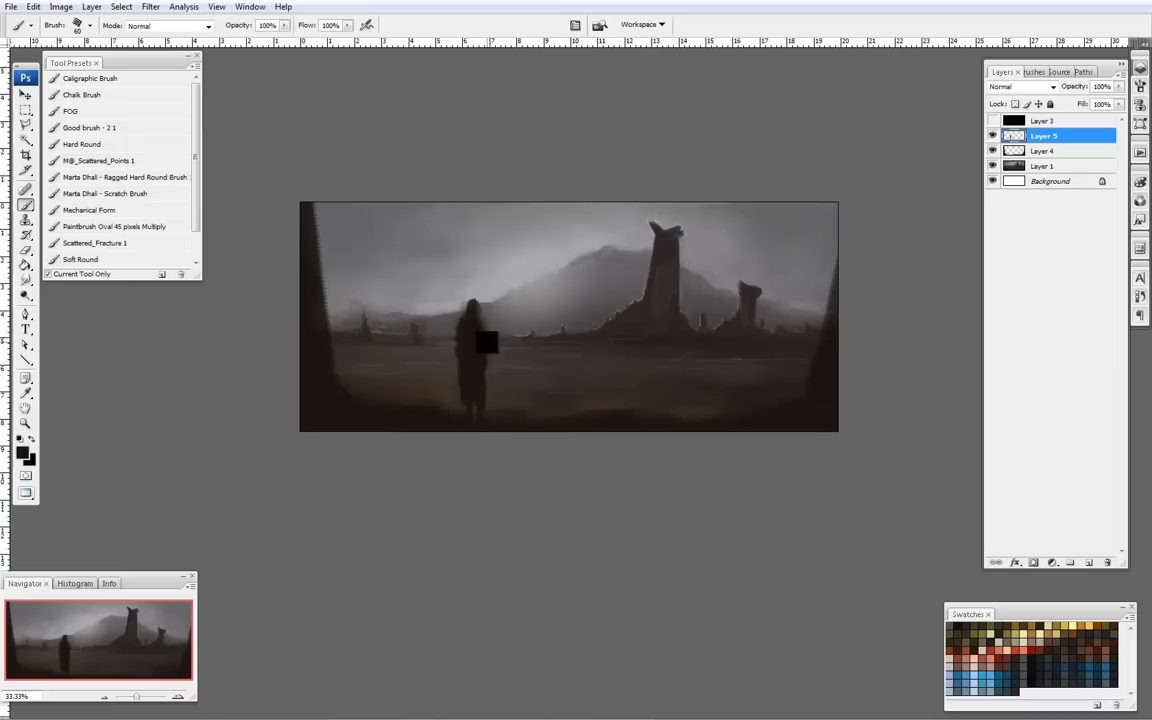 File Edit Image Layer Select Filter Analysis View Window Help
Brush: 60 Mode: Normal Opacity: 100% Flow: 100% Workspace
Tool Presets
Caligraphic Brush
Chalk Brush
FOG
Good brush - 2 1
Hard Round
M@_Scattered_Points 1
Marta Dhali - Ragged Hard Round Brush
Marta Dhali - Scratch Brush
Mechanical Form
Paintbrush Oval 45 pixels Multiply
Scattered_Fracture 1
Soft Round
Current Tool Only
Ps
Layers Source Paths
Normal Opacity: 100%
Lock: Fill: 100%
Layer 3
Layer 5
Layer 4
Layer 1
Background
Navigator Histogram Info
33.33%
Swatches